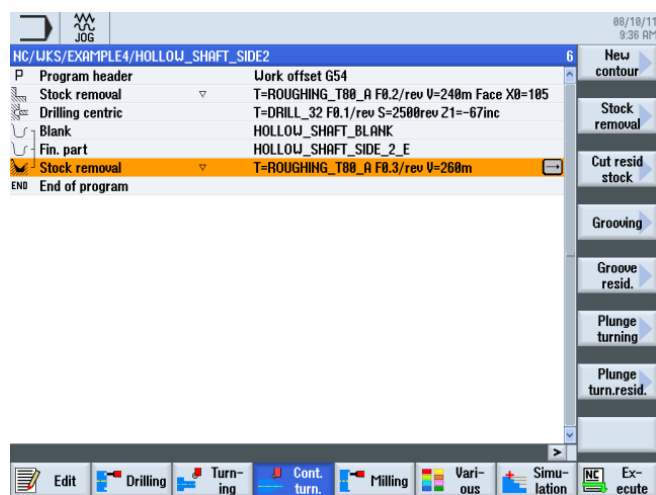 JOG
08/10/11
9:36 AM
NC/WKS/EXAMPLE4/HOLLOW_SHAFT_SIDE2 6
P Program header Work offset G54
Stock removal ▽ T=ROUGHING_T80_A F0.2/rev V=240m Face X0=105
Drilling centric T=DRILL_32 F0.1/rev S=2500rev Z1=-67inc
Blank HOLLOW_SHAFT_BLANK
Fin. part HOLLOW_SHAFT_SIDE_2_E
Stock removal ▽ T=ROUGHING_T80_A F0.3/rev V=260m
END End of program
New
contour
Stock
removal
Cut resid
stock
Grooving
Groove
resid.
Plunge
turning
Plunge
turn.resid.
>
Edit
Drilling
Turn-
ing
Cont.
turn.
Milling
Vari-
ous
Simu-
lation
NC Ex-
ecute